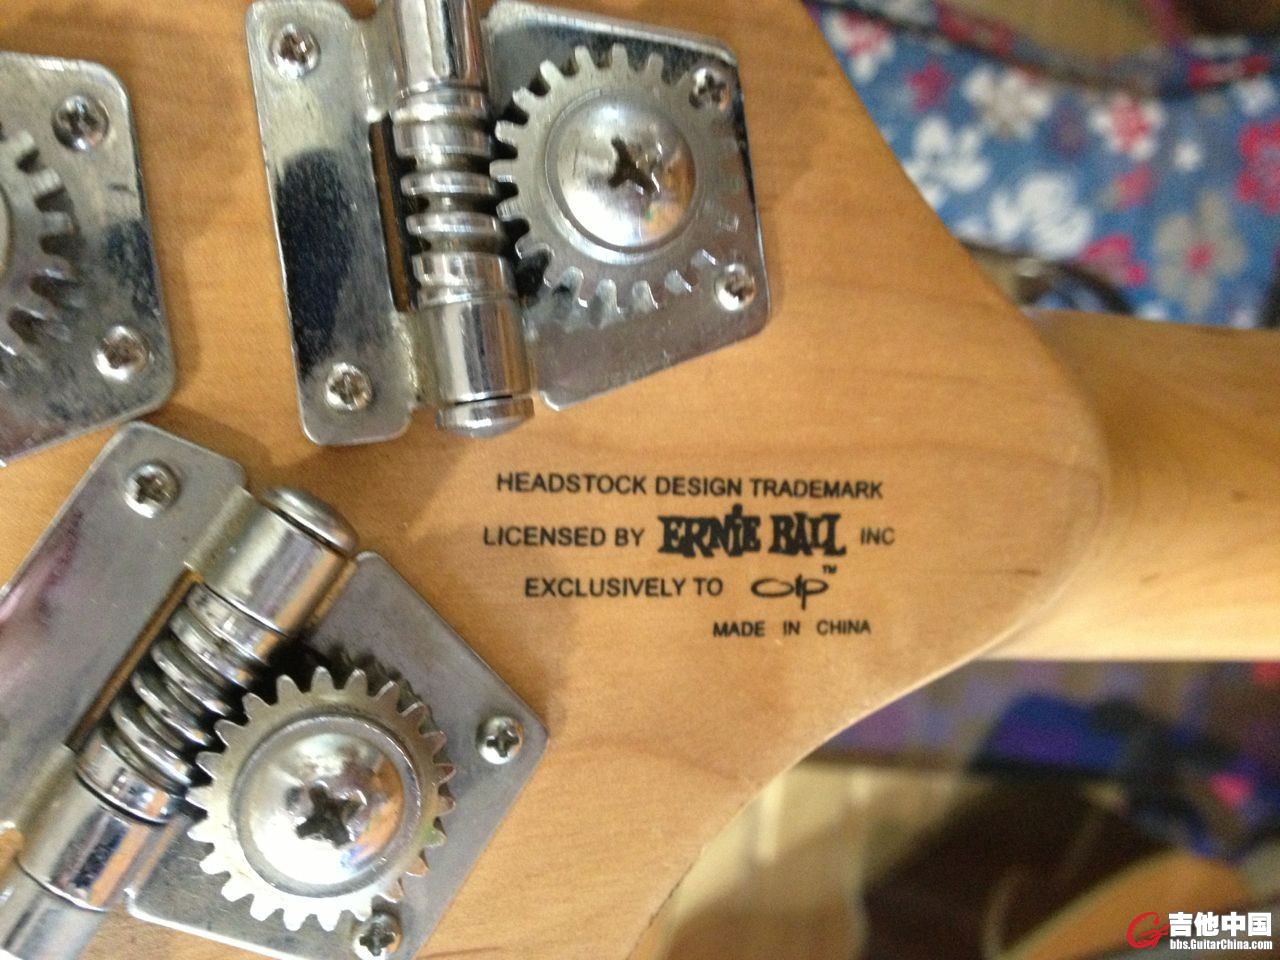 HEADSTOCK DESIGN TRADEMARK
LICENSED BY ERNIE BALL INC
EXCLUSIVELY TO olp™
MADE IN CHINA
吉他中国
bbs.GuitarChina.com